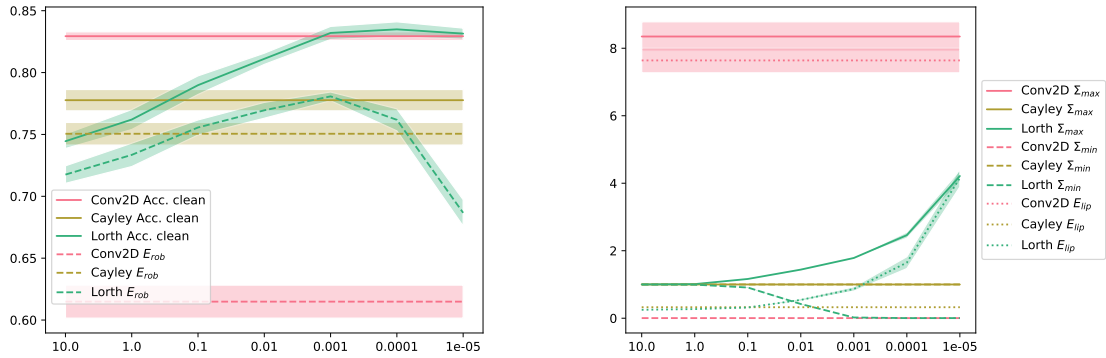 0.85
0.80
0.75
0.70
0.65
0.60
10.0 1.0 0.1 0.01 0.001 0.0001 1e-05
Conv2D Acc. clean
Cayley Acc. clean
Lorth Acc. clean
Conv2D E_rob
Cayley E_rob
Lorth E_rob
8
6
4
2
0
10.0 1.0 0.1 0.01 0.001 0.0001 1e-05
Conv2D Σ_max
Cayley Σ_max
Lorth Σ_max
Conv2D Σ_min
Cayley Σ_min
Lorth Σ_min
Conv2D E_lip
Cayley E_lip
Lorth E_lip